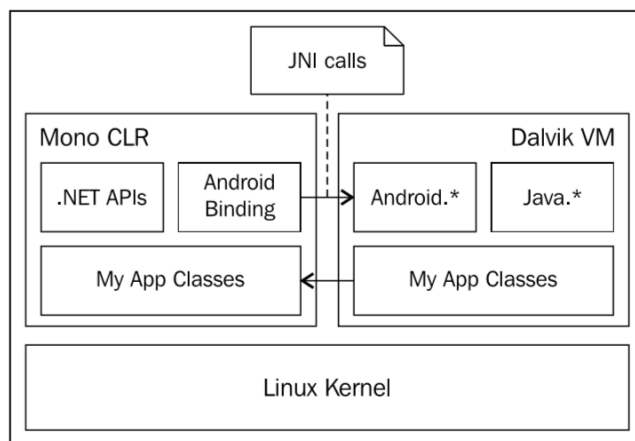 JNI calls
Mono CLR
Dalvik VM
.NET APIs
Android
Binding
Android.*
Java.*
My App Classes
My App Classes
Linux Kernel